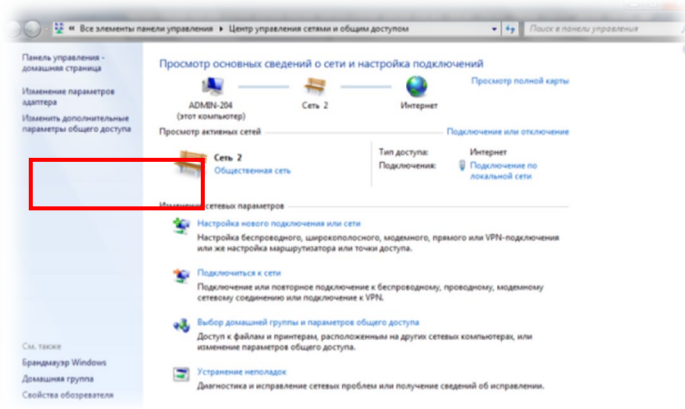 « Все элементы панели управления ▸ Центр управления сетями и общим доступом
Поиск в панели управления
Панель управления -
домашняя страница
Изменение параметров
адаптера
Изменить дополнительные
параметры общего доступа
См. также
Брандмауэр Windows
Домашняя группа
Свойства обозревателя
Просмотр основных сведений о сети и настройка подключений
Просмотр полной карты
ADMIN-204
(этот компьютер)
Сеть 2
Интернет
Просмотр активных сетей
Подключение или отключение
Сеть 2
Общественная сеть
Тип доступа: Интернет
Подключения: Подключение по
локальной сети
Изменение сетевых параметров
Настройка нового подключения или сети
Настройка беспроводного, широкополосного, модемного, прямого или VPN-подключения
или же настройка маршрутизатора или точки доступа.
Подключиться к сети
Подключение или повторное подключение к беспроводному, проводному, модемному
сетевому соединению или подключение к VPN.
Выбор домашней группы и параметров общего доступа
Доступ к файлам и принтерам, расположенным на других сетевых компьютерах, или
изменение параметров общего доступа.
Устранение неполадок
Диагностика и исправление сетевых проблем или получение сведений об исправлении.